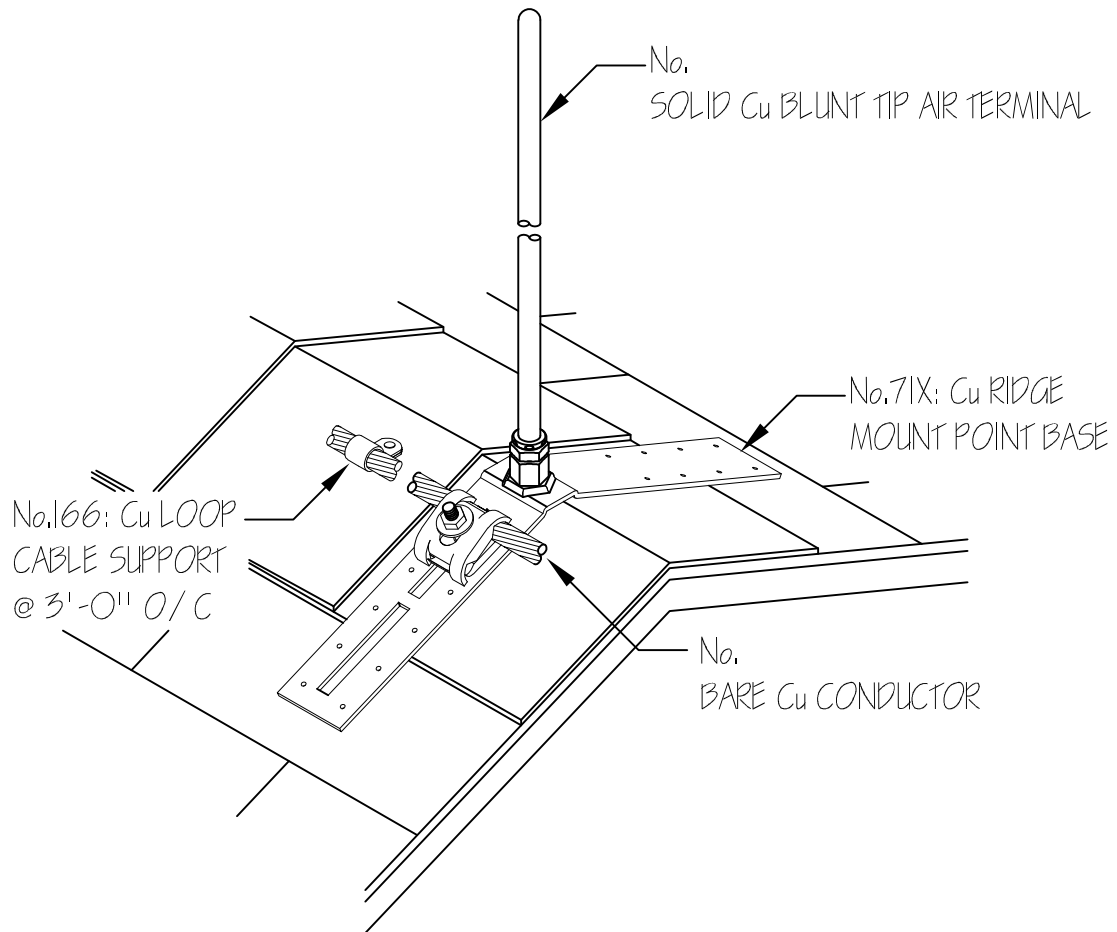 No.
SOLID Cu BLUNT TIP AIR TERMINAL
No.71X: Cu RIDGE
MOUNT POINT BASE
No.166: Cu LOOP
CABLE SUPPORT
@ 3'-0" O/C
No.
BARE Cu CONDUCTOR